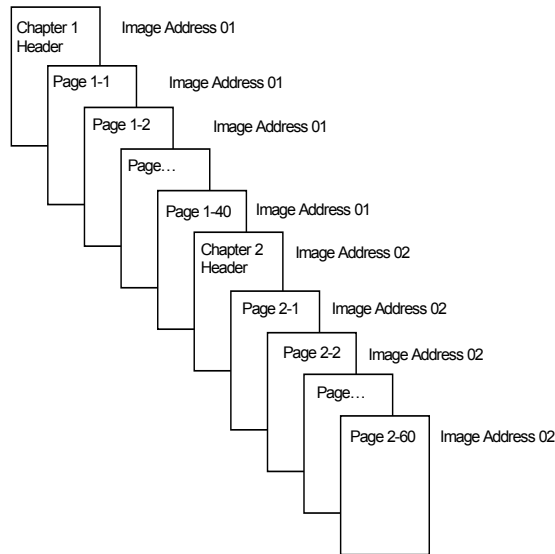 Chapter 1
Header
Image Address 01
Page 1-1
Image Address 01
Page 1-2
Image Address 01
Page…
Page 1-40
Image Address 01
Chapter 2
Header
Image Address 02
Page 2-1
Image Address 02
Page 2-2
Image Address 02
Page…
Page 2-60
Image Address 02